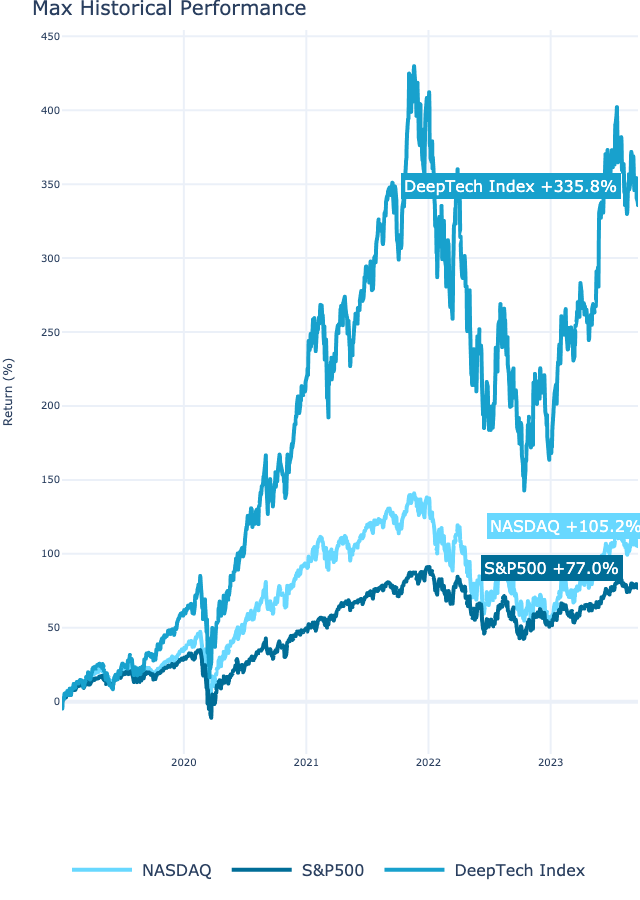 Max Historical Performance
450
400
350
300
250
200
150
100
50
0
Return (%)
DeepTech Index +335.8%
NASDAQ +105.2%
S&P500 +77.0%
2020
2021
2022
2023
NASDAQ
S&P500
DeepTech Index